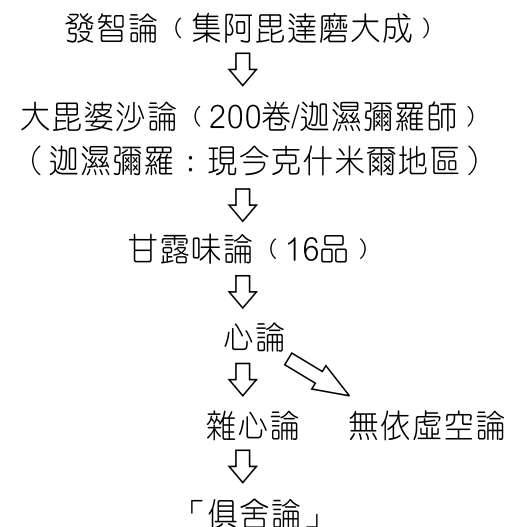 發智論（集阿毘達磨大成）
大毘婆沙論（200卷/迦濕彌羅師）
（迦濕彌羅：現今克什米爾地區）
甘露味論（16品）
心論
雜心論　無依虛空論
「俱舍論」